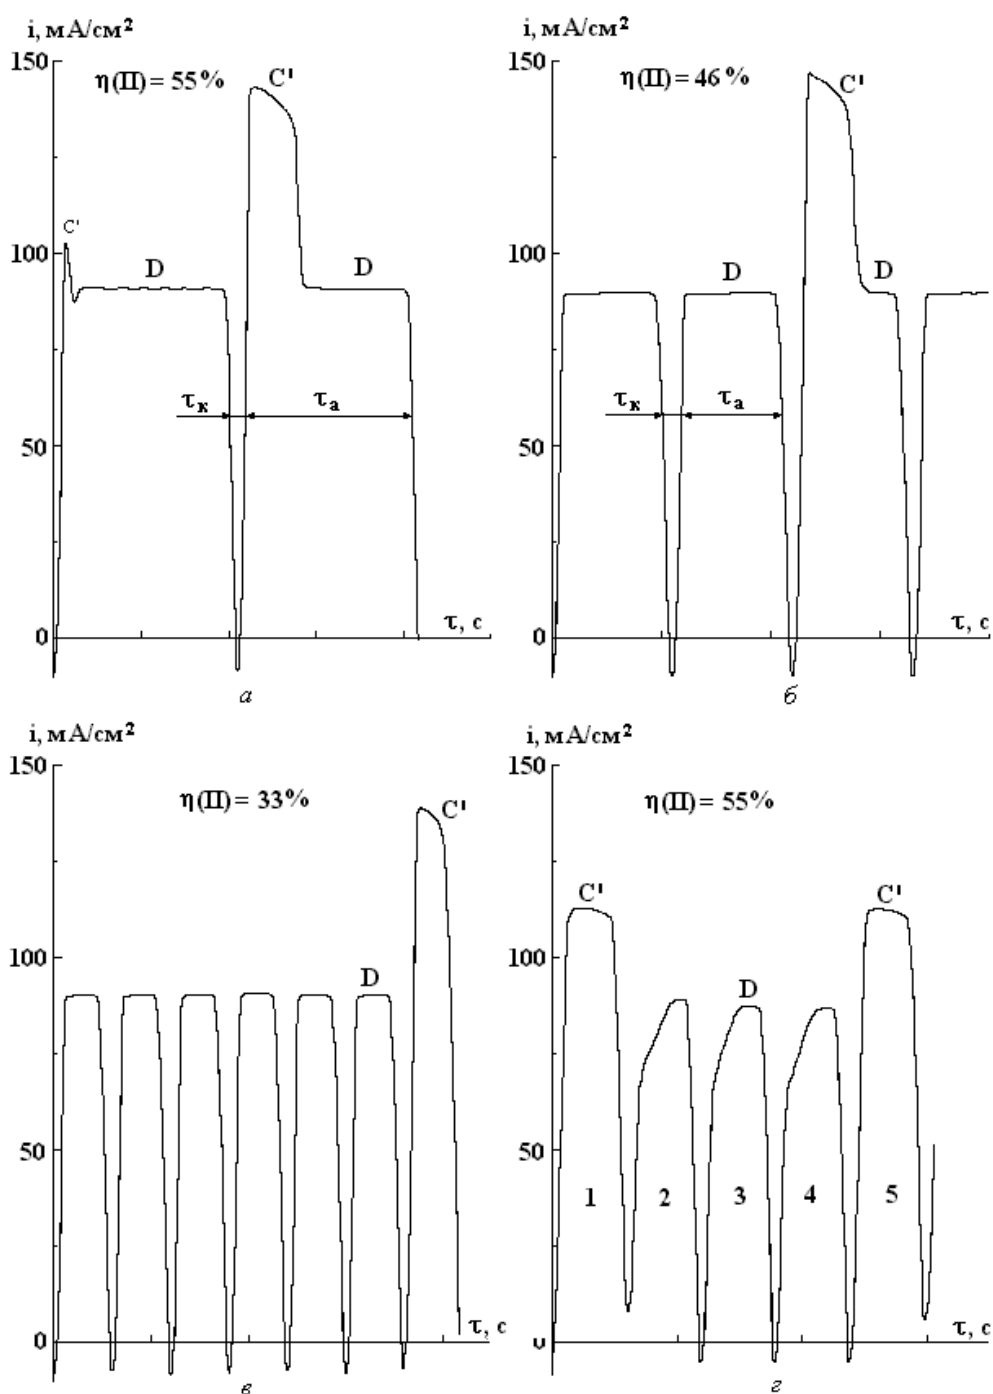 i, мА/см²
150
η(II) = 55%
C'
C'
100
D
D
τк
τа
50
0
τ, с
а
i, мА/см²
150
η(II) = 46%
C'
100
D
D
τк
τа
50
0
τ, с
б
i, мА/см²
150
η(II) = 33%
C'
100
D
50
0
τ, с
в
i, мА/см²
150
η(II) = 55%
C'
C'
100
D
50
1
2
3
4
5
0
τ, с
г